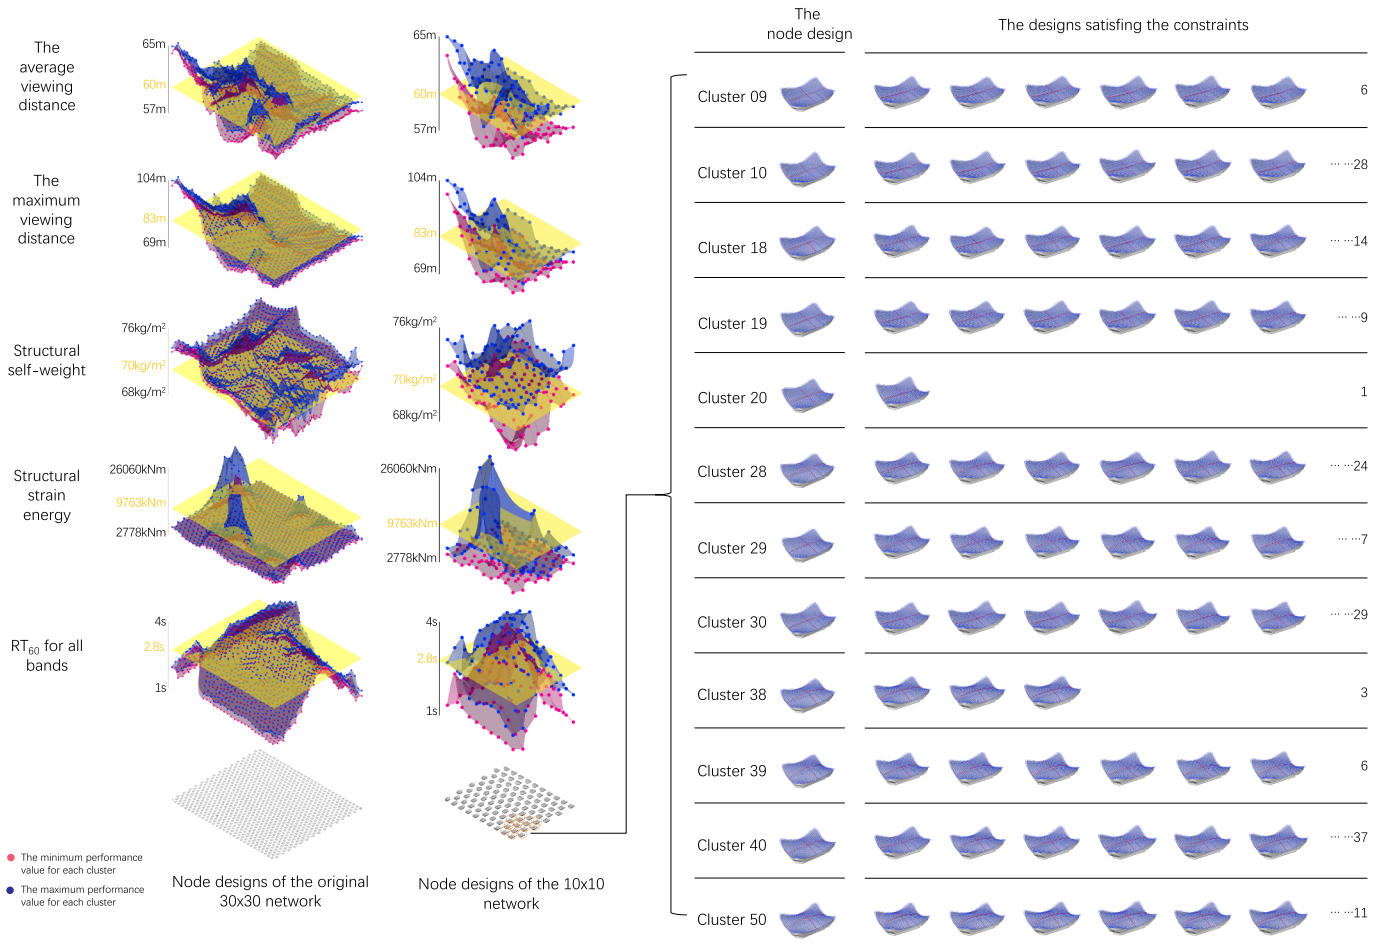 The
average
viewing
distance
65m
60m
57m
65m
60m
57m
The
maximum
viewing
distance
104m
83m
69m
104m
83m
69m
Structural
self-weight
76kg/m²
70kg/m²
68kg/m²
76kg/m²
70kg/m²
68kg/m²
Structural
strain
energy
26060kNm
9763kNm
2778kNm
26060kNm
9763kNm
2778kNm
RT₆₀ for all
bands
4s
2.8s
1s
4s
2.8s
1s
The minimum performance
value for each cluster
The maximum performance
value for each cluster
Node designs of the original
30x30 network
Node designs of the 10x10
network
The
node design
The designs satisfing the constraints
Cluster 09
6
Cluster 10
... ...28
Cluster 18
... ...14
Cluster 19
... ...9
Cluster 20
1
Cluster 28
... ...24
Cluster 29
... ...7
Cluster 30
... ...29
Cluster 38
3
Cluster 39
6
Cluster 40
... ...37
Cluster 50
... ...11